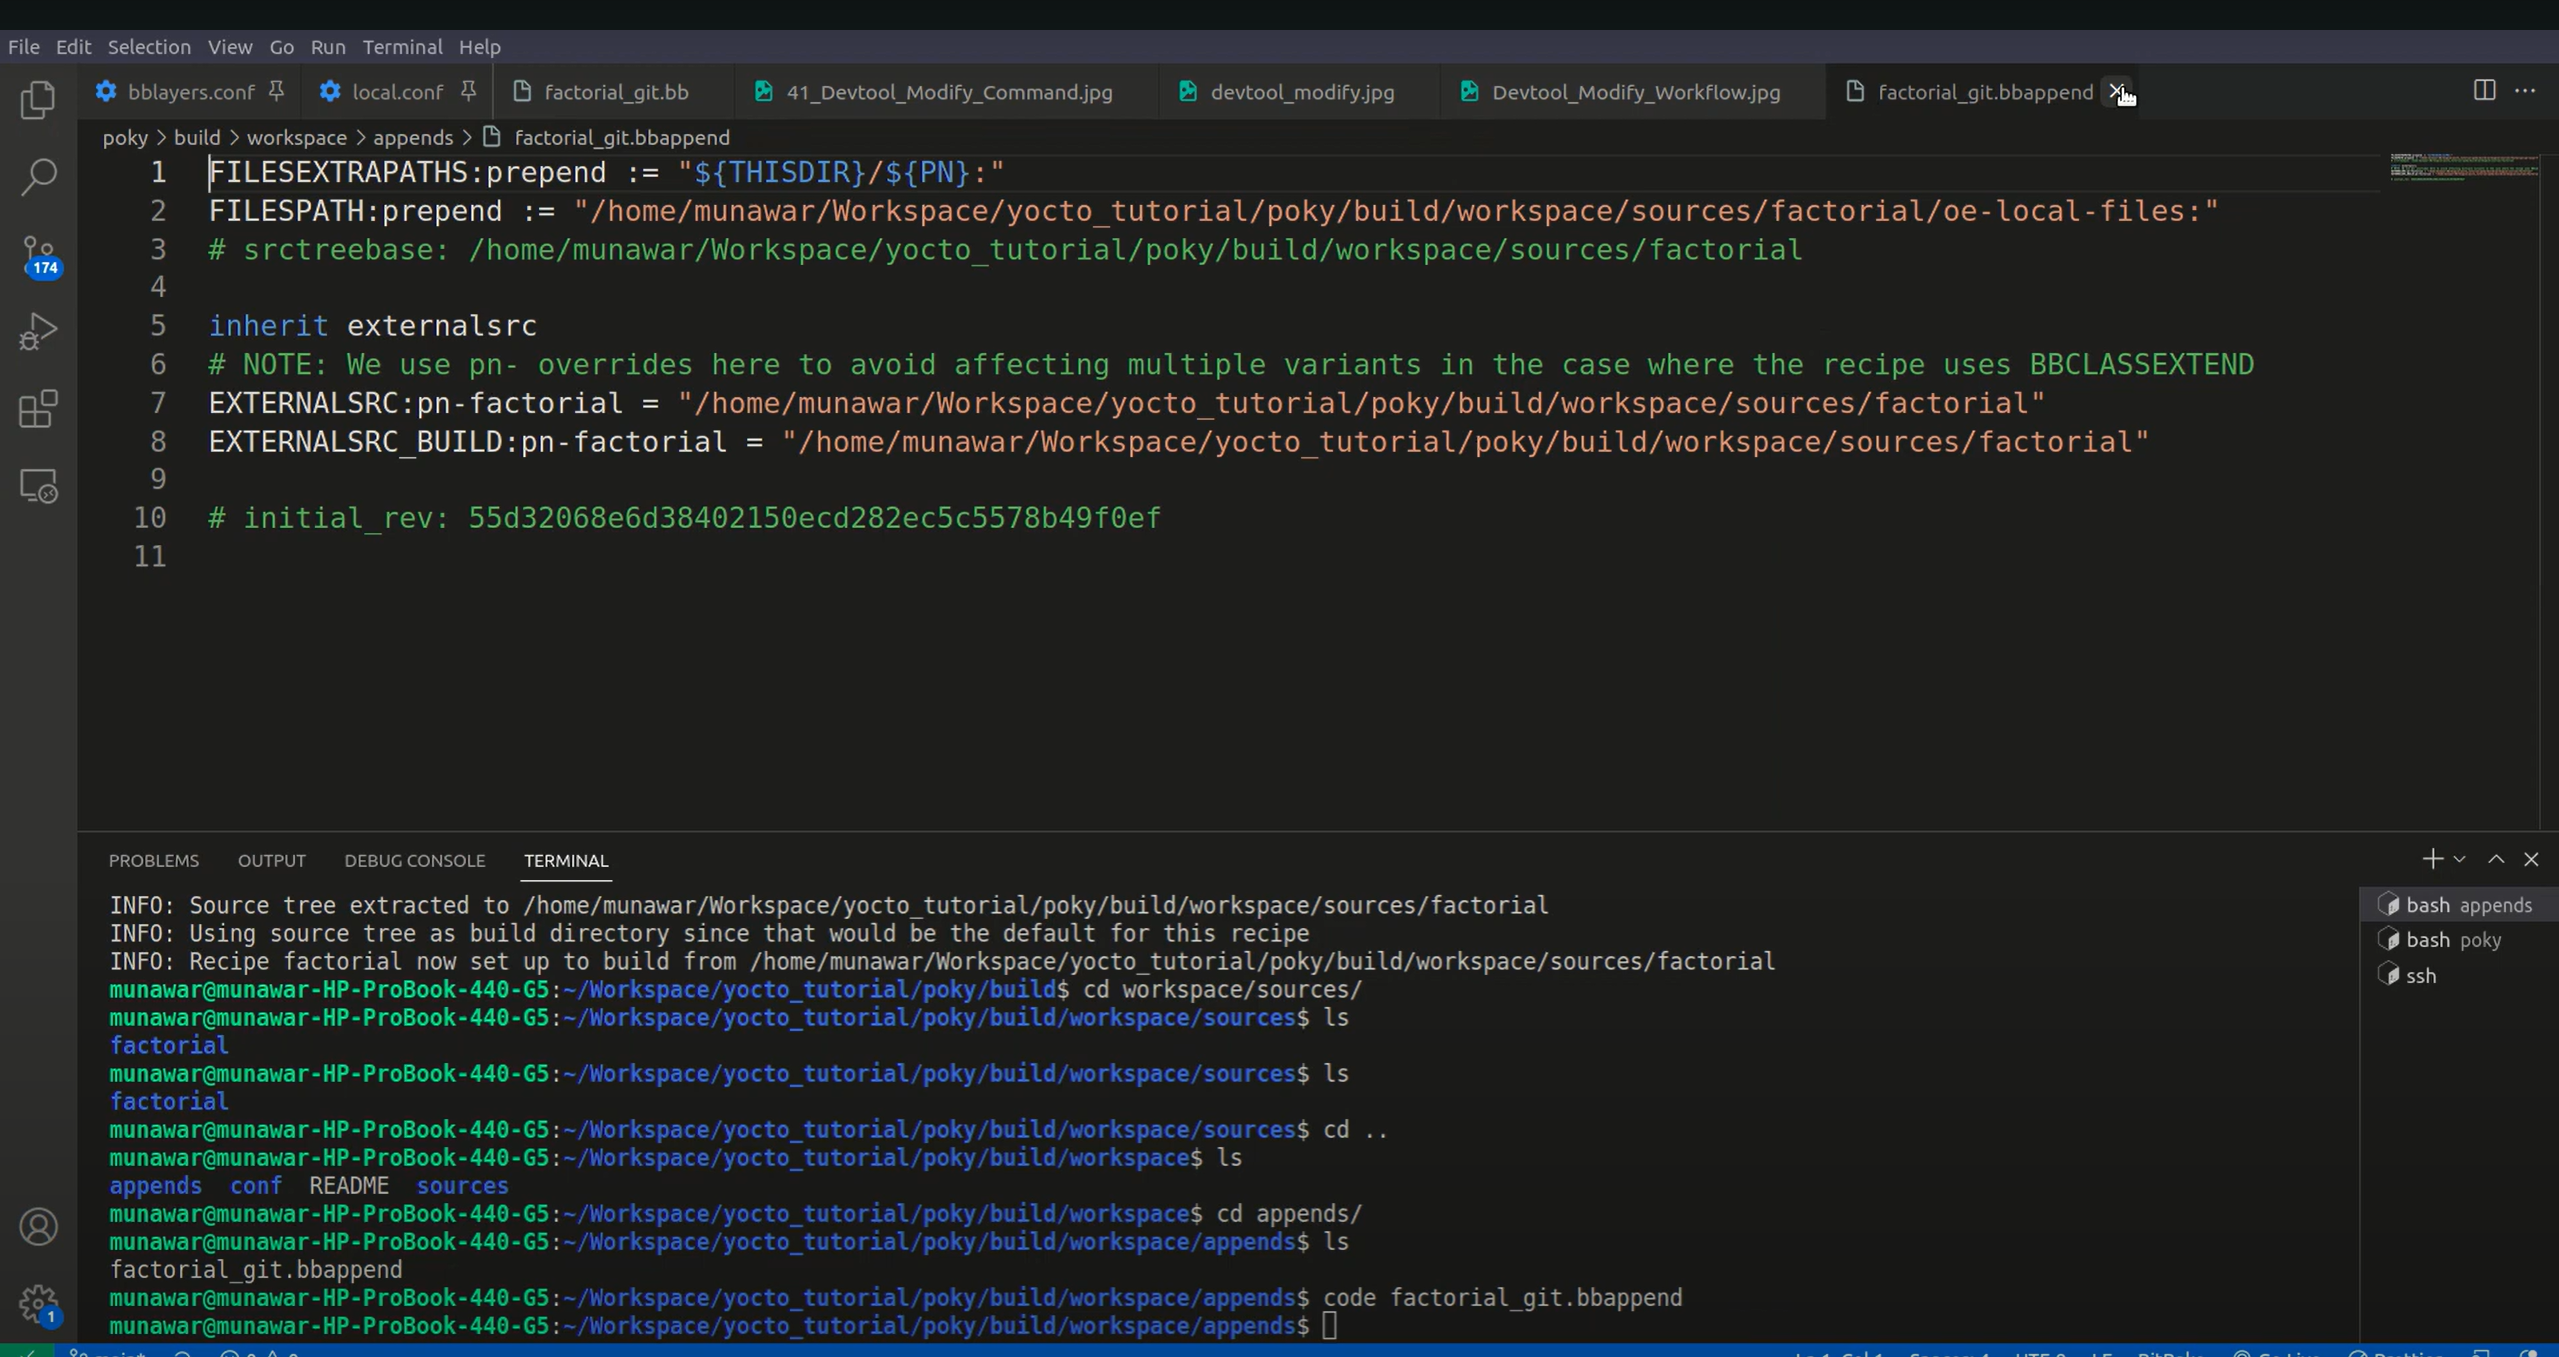 File Edit Selection View Go Run Terminal Help
bblayers.conf local.conf factorial_git.bb 41_Devtool_Modify_Command.jpg devtool_modify.jpg Devtool_Modify_Workflow.jpg factorial_git.bbappend
poky > build > workspace > appends > factorial_git.bbappend
1 FILESEXTRAPATHS:prepend := "${THISDIR}/${PN}:"
2 FILESPATH:prepend := "/home/munawar/Workspace/yocto_tutorial/poky/build/workspace/sources/factorial/oe-local-files:"
3 # srctreebase: /home/munawar/Workspace/yocto_tutorial/poky/build/workspace/sources/factorial
4
5 inherit externalsrc
6 # NOTE: We use pn- overrides here to avoid affecting multiple variants in the case where the recipe uses BBCLASSEXTEND
7 EXTERNALSRC:pn-factorial = "/home/munawar/Workspace/yocto_tutorial/poky/build/workspace/sources/factorial"
8 EXTERNALSRC_BUILD:pn-factorial = "/home/munawar/Workspace/yocto_tutorial/poky/build/workspace/sources/factorial"
9
10 # initial_rev: 55d32068e6d38402150ecd282ec5c5578b49f0ef
11
174
PROBLEMS OUTPUT DEBUG CONSOLE TERMINAL
INFO: Source tree extracted to /home/munawar/Workspace/yocto_tutorial/poky/build/workspace/sources/factorial
INFO: Using source tree as build directory since that would be the default for this recipe
INFO: Recipe factorial now set up to build from /home/munawar/Workspace/yocto_tutorial/poky/build/workspace/sources/factorial
munawar@munawar-HP-ProBook-440-G5:~/Workspace/yocto_tutorial/poky/build$ cd workspace/sources/
munawar@munawar-HP-ProBook-440-G5:~/Workspace/yocto_tutorial/poky/build/workspace/sources$ ls
factorial
munawar@munawar-HP-ProBook-440-G5:~/Workspace/yocto_tutorial/poky/build/workspace/sources$ ls
factorial
munawar@munawar-HP-ProBook-440-G5:~/Workspace/yocto_tutorial/poky/build/workspace/sources$ cd ..
munawar@munawar-HP-ProBook-440-G5:~/Workspace/yocto_tutorial/poky/build/workspace$ ls
appends conf README sources
munawar@munawar-HP-ProBook-440-G5:~/Workspace/yocto_tutorial/poky/build/workspace$ cd appends/
munawar@munawar-HP-ProBook-440-G5:~/Workspace/yocto_tutorial/poky/build/workspace/appends$ ls
factorial_git.bbappend
munawar@munawar-HP-ProBook-440-G5:~/Workspace/yocto_tutorial/poky/build/workspace/appends$ code factorial_git.bbappend
munawar@munawar-HP-ProBook-440-G5:~/Workspace/yocto_tutorial/poky/build/workspace/appends$
bash appends
bash poky
ssh
1